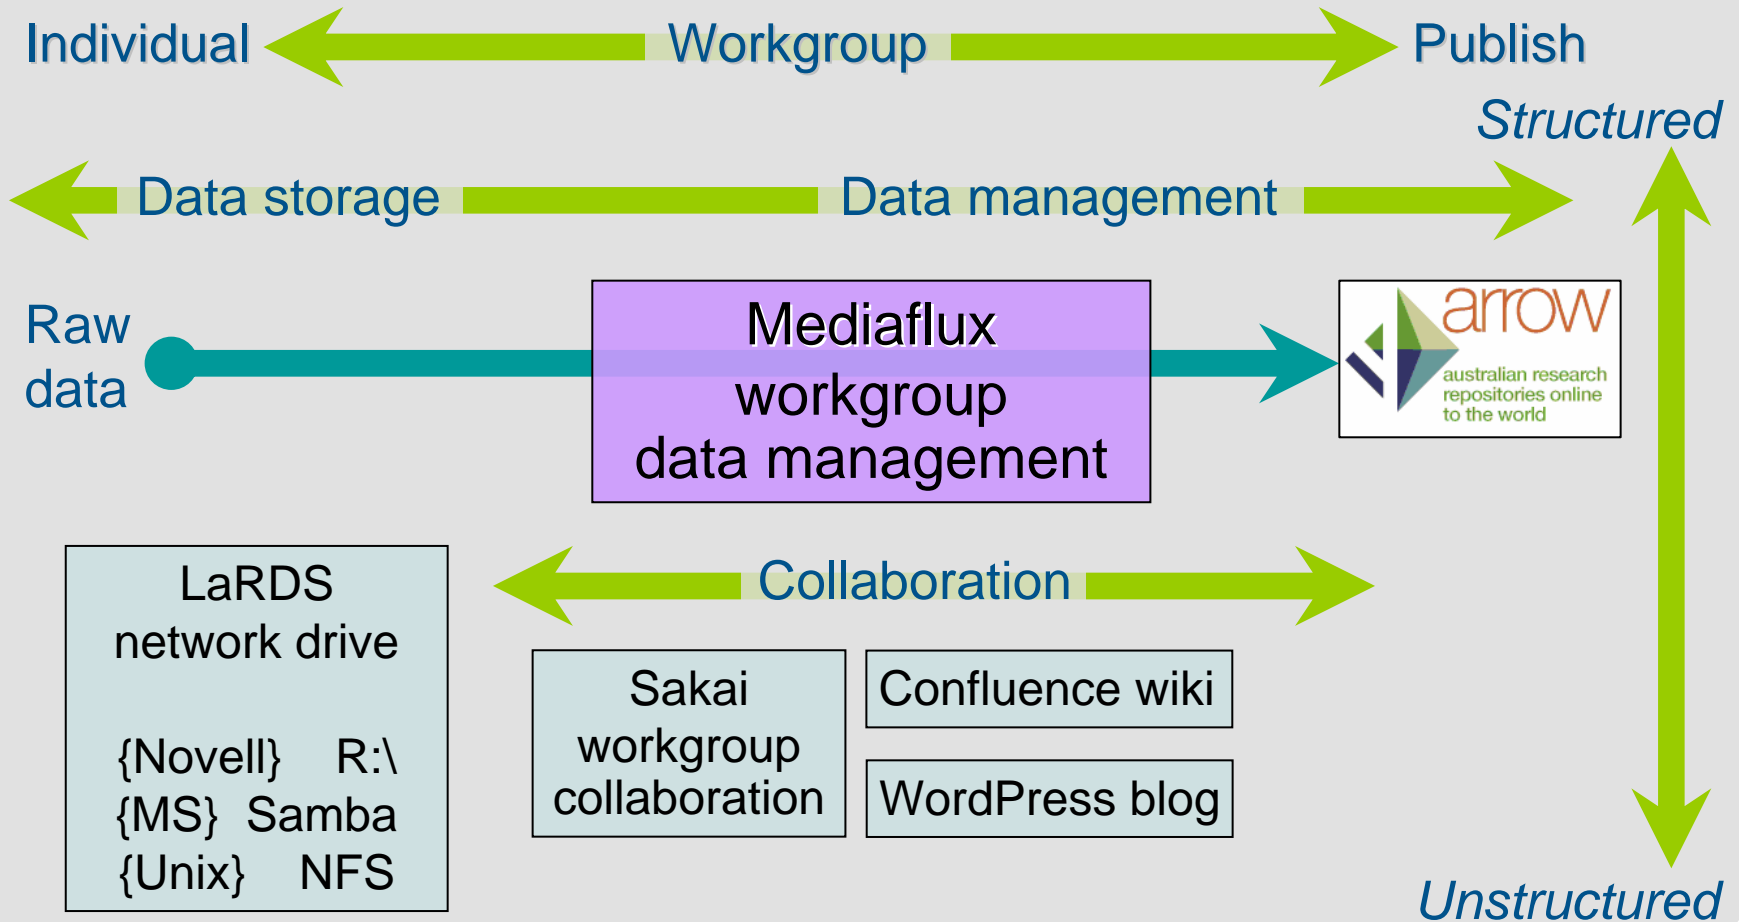 Individual Workgroup Publish
Structured
Data storage Data management
Raw
data
Mediaflux
workgroup
data management
arrow
australian research
repositories online
to the world
LaRDS
network drive
{Novell} R:\
{MS} Samba
{Unix} NFS
Collaboration
Sakai
workgroup
collaboration
Confluence wiki
WordPress blog
Unstructured